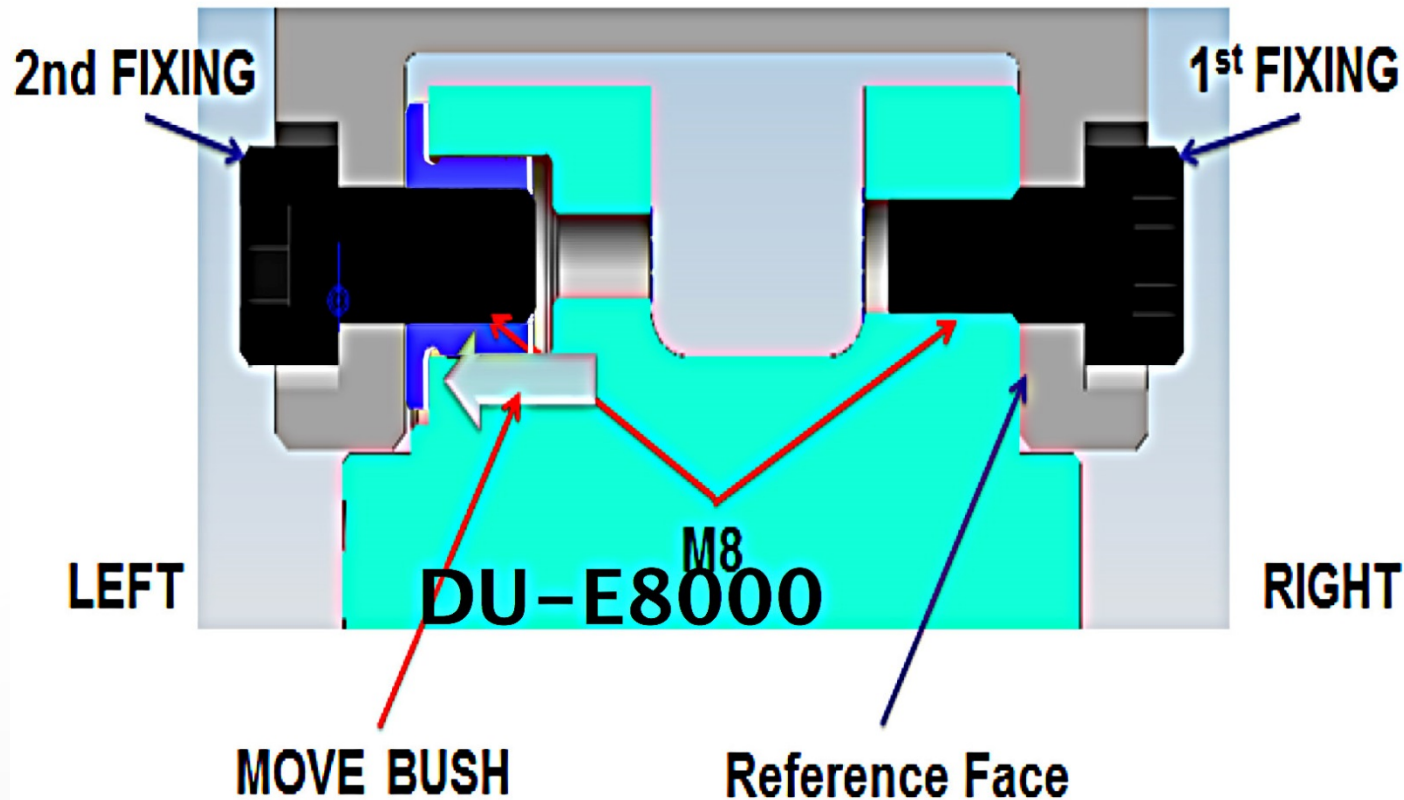 2nd FIXING
1st FIXING
M8
DU-E8000
LEFT
RIGHT
MOVE BUSH
Reference Face